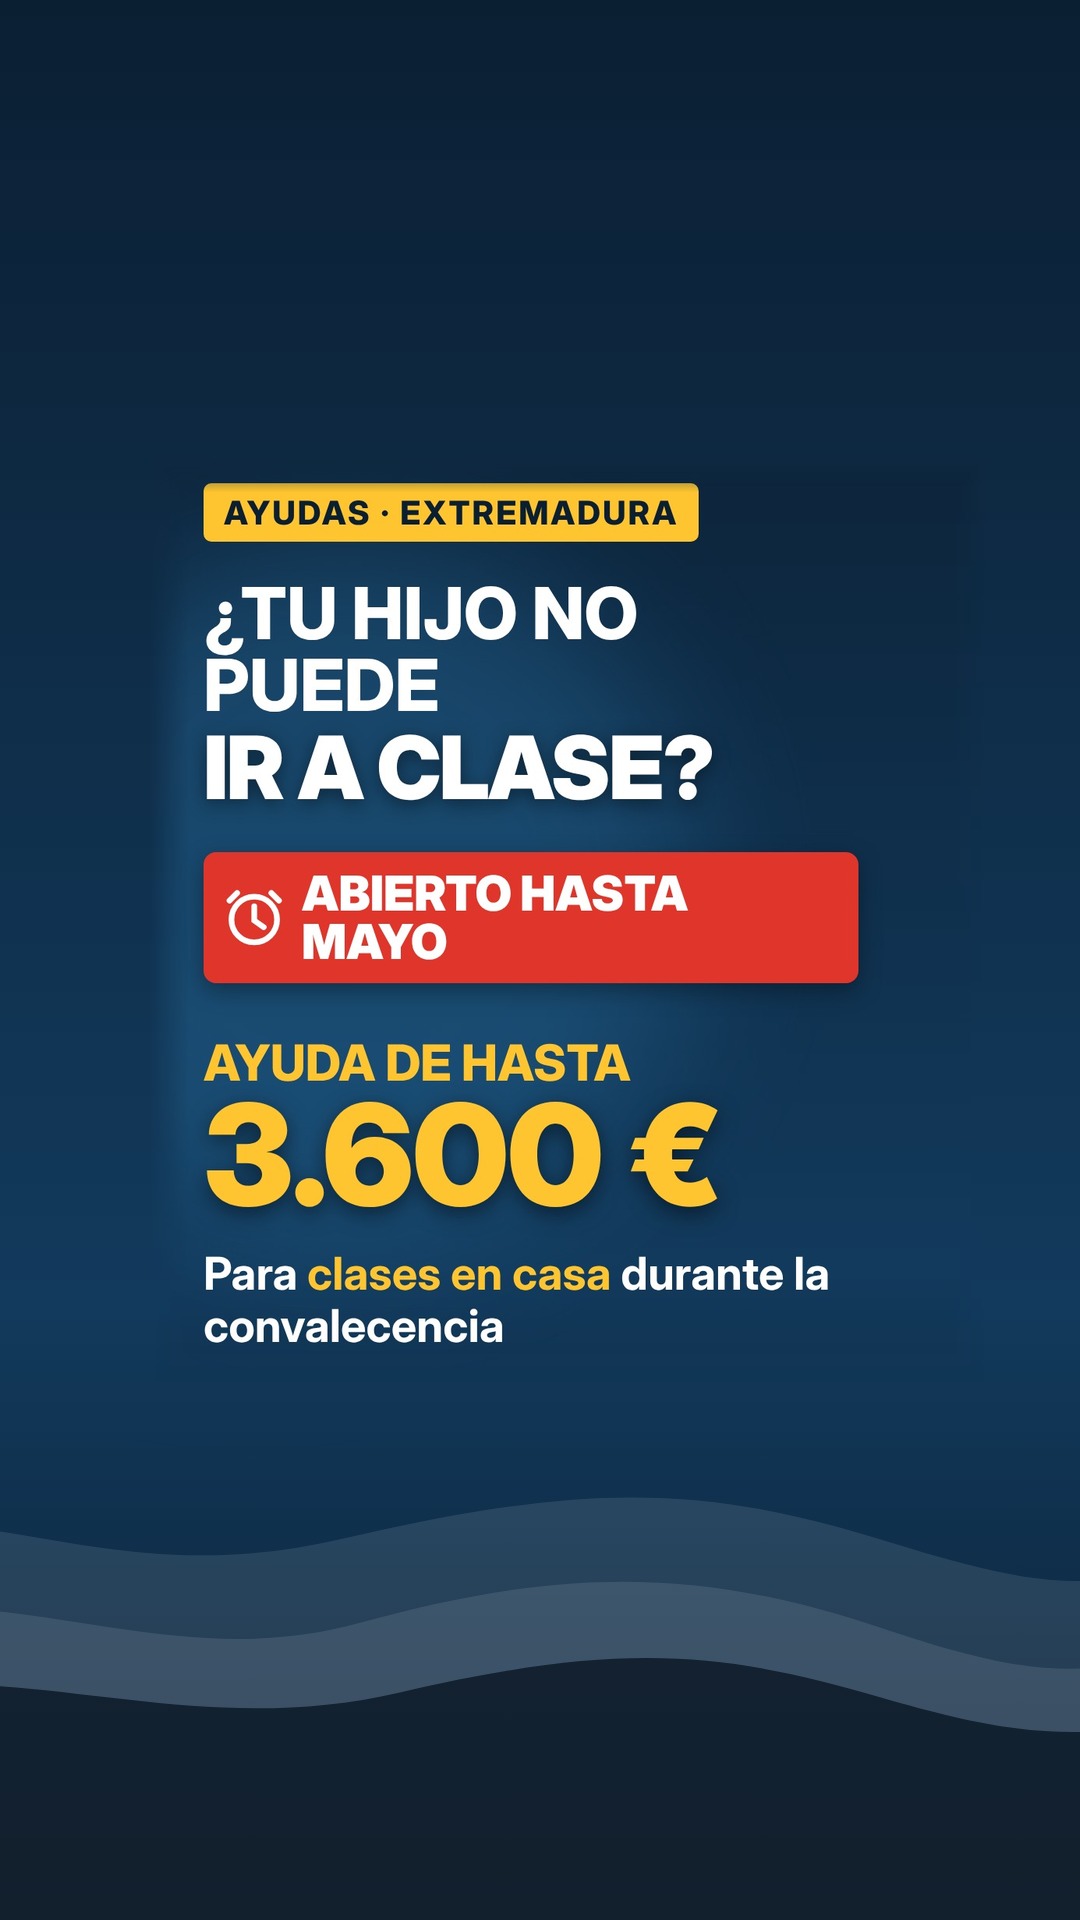 AYUDAS · EXTREMADURA
¿TU HIJO NO
PUEDE
IR A CLASE?
ABIERTO HASTA
MAYO
AYUDA DE HASTA
3.600 €
Para clases en casa durante la
convalecencia